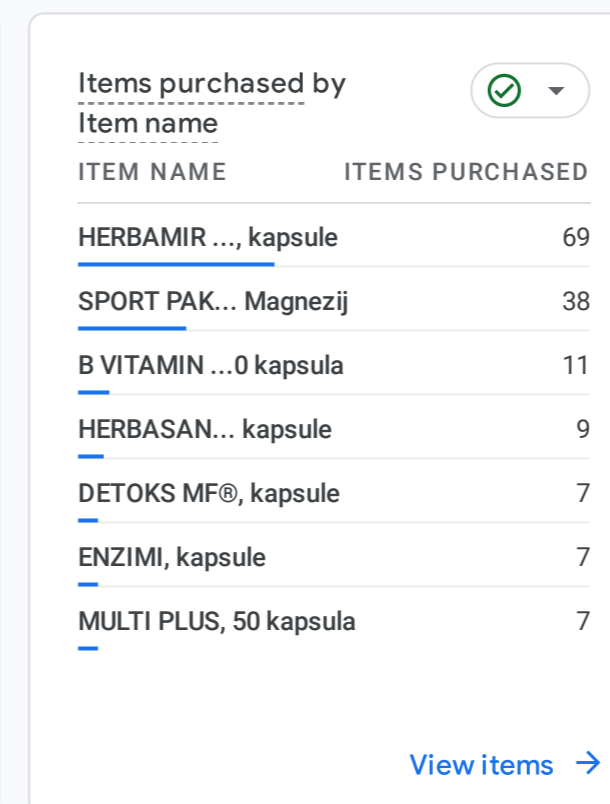 Items purchased by
Item name
ITEM NAME ITEMS PURCHASED
HERBAMIR ..., kapsule 69
SPORT PAK... Magnezij 38
B VITAMIN ...0 kapsula 11
HERBASAN... kapsule 9
DETOKS MF®, kapsule 7
ENZIMI, kapsule 7
MULTI PLUS, 50 kapsula 7
View items →